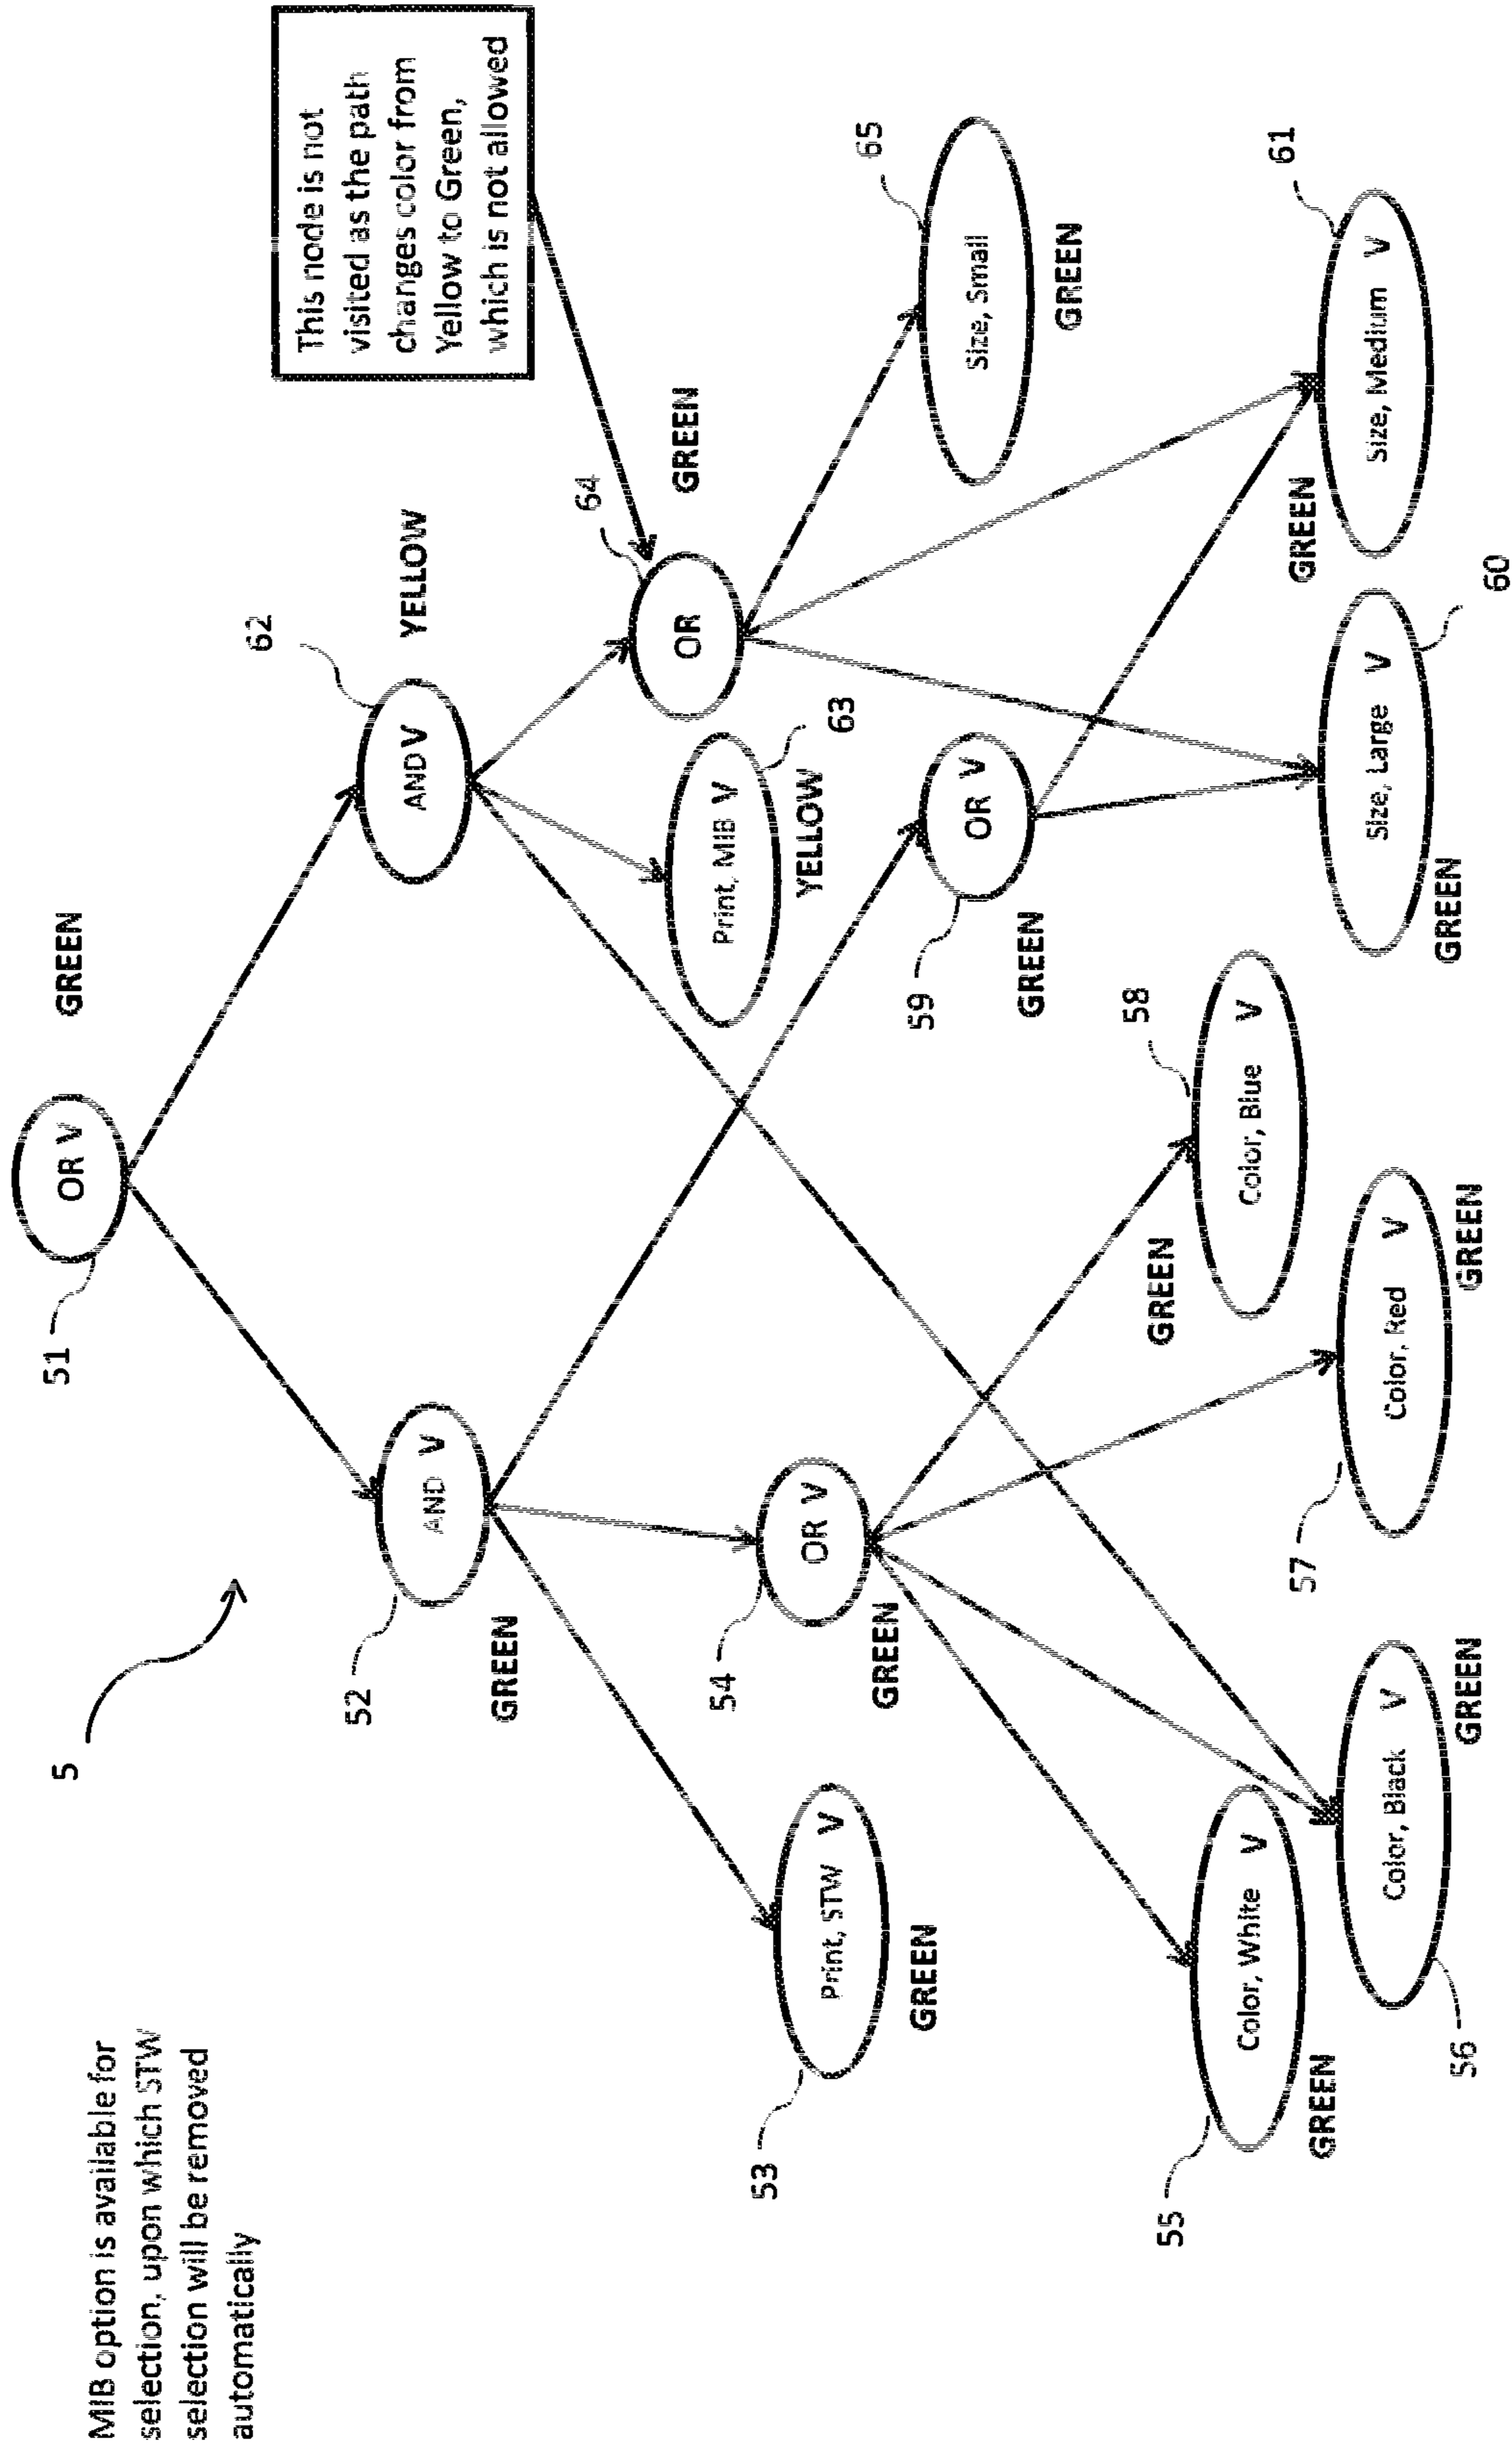 5
MIB option is available for
selection, upon which STW
selection will be removed
automatically
51
OR V
GREEN
This node is not
visited as the path
changes color from
Yellow to Green,
which is not allowed
52
AND V
GREEN
62
AND V
YELLOW
64
OR
GREEN
63
Print, MIB V
YELLOW
53
Print, STW V
GREEN
54
OR V
GREEN
59
OR V
GREEN
65
Size, Small
GREEN
55
Color, White V
GREEN
56
Color, Black V
GREEN
57
Color, Red V
GREEN
58
Color, Blue V
GREEN
60
Size, Large V
GREEN
61
Size, Medium V
GREEN